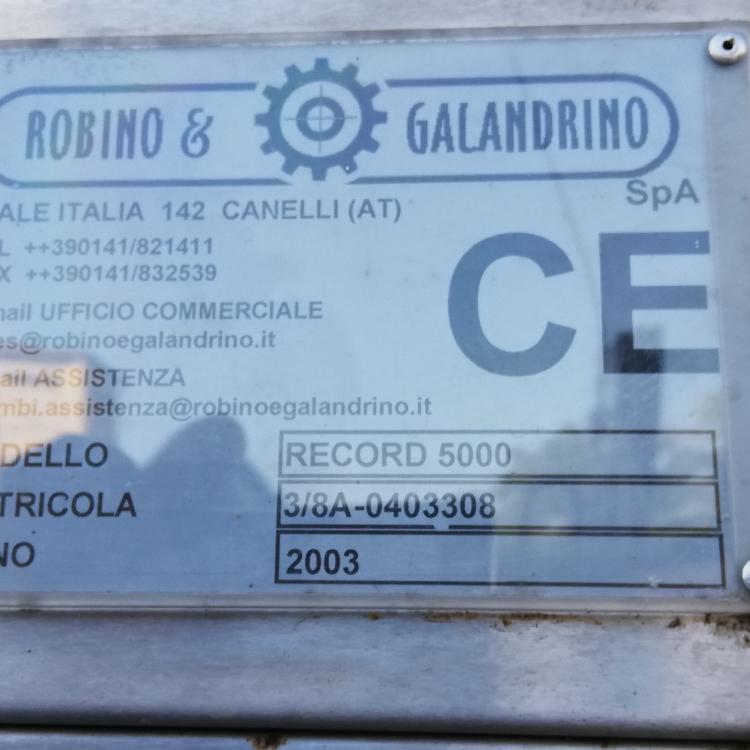 ROBINO & GALANDRINO
SpA
ALE ITALIA 142 CANELLI (AT)
L ++390141/821411
X ++390141/832539
ail UFFICIO COMMERCIALE
es@robinoegalandrino.it
ail ASSISTENZA
mbi.assistenza@robinoegalandrino.it
CE
DELLO RECORD 5000
TRICOLA 3/8A-0403308
NO 2003